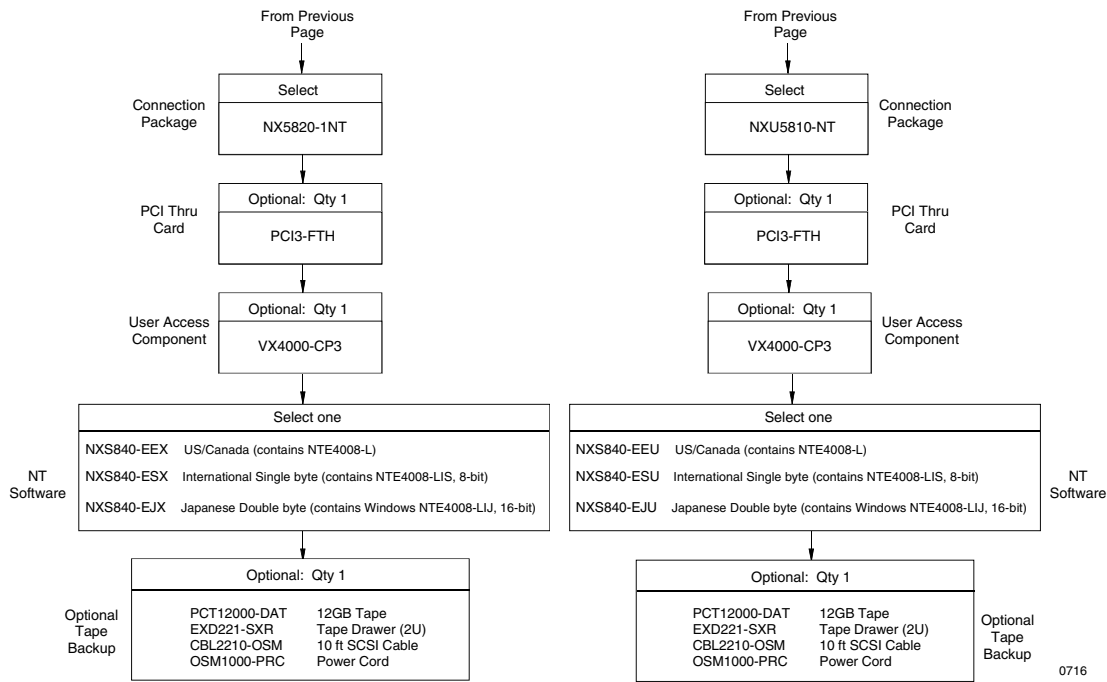 From Previous
Page
Select
Connection
Package
NX5820-1NT
Optional: Qty 1
PCI Thru
Card
PCI3-FTH
Optional: Qty 1
User Access
Component
VX4000-CP3
Select one
NT
Software
NXS840-EEX US/Canada (contains NTE4008-L)
NXS840-ESX International Single byte (contains NTE4008-LIS, 8-bit)
NXS840-EJX Japanese Double byte (contains Windows NTE4008-LIJ, 16-bit)
Optional: Qty 1
Optional
Tape
Backup
PCT12000-DAT 12GB Tape
EXD221-SXR Tape Drawer (2U)
CBL2210-OSM 10 ft SCSI Cable
OSM1000-PRC Power Cord
From Previous
Page
Select
Connection
Package
NXU5810-NT
Optional: Qty 1
PCI Thru
Card
PCI3-FTH
Optional: Qty 1
User Access
Component
VX4000-CP3
Select one
NXS840-EEU US/Canada (contains NTE4008-L)
NXS840-ESU International Single byte (contains NTE4008-LIS, 8-bit)
NXS840-EJU Japanese Double byte (contains Windows NTE4008-LIJ, 16-bit)
NT
Software
Optional: Qty 1
PCT12000-DAT 12GB Tape
EXD221-SXR Tape Drawer (2U)
CBL2210-OSM 10 ft SCSI Cable
OSM1000-PRC Power Cord
Optional
Tape
Backup
0716